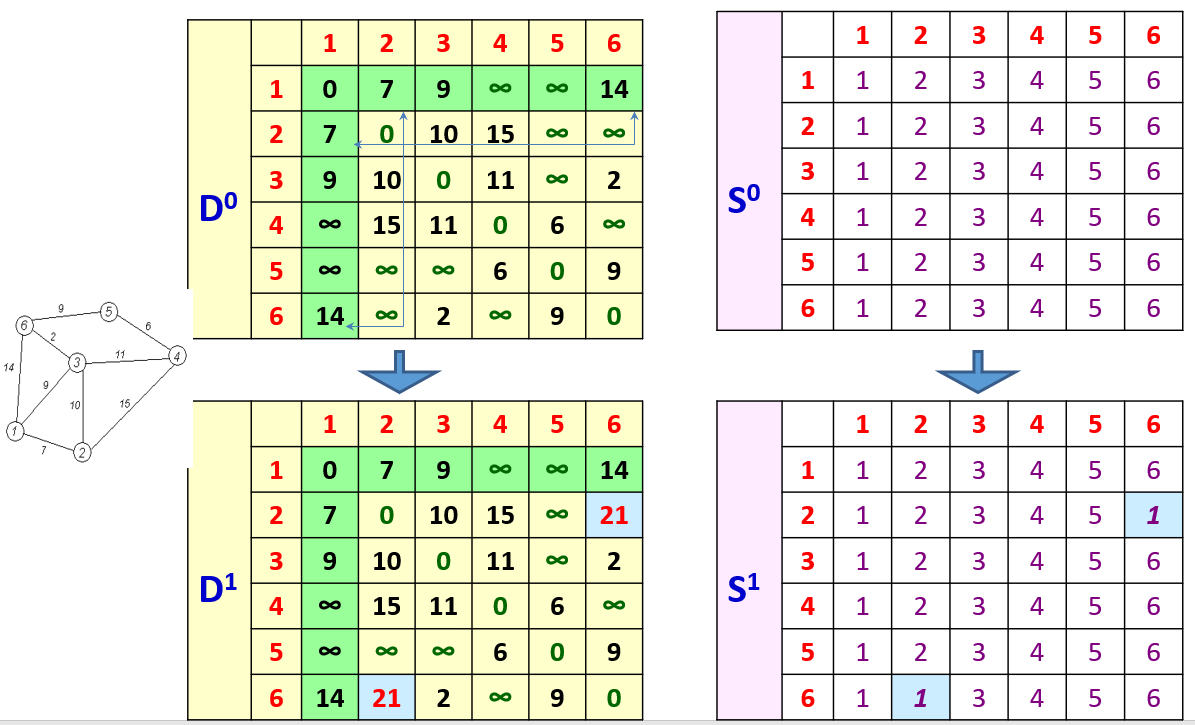 D0
1 2 3 4 5 6
1 0 7 9 ∞ ∞ 14
2 7 0 10 15 ∞ ∞
3 9 10 0 11 ∞ 2
4 ∞ 15 11 0 6 ∞
5 ∞ ∞ ∞ 6 0 9
6 14 ∞ 2 ∞ 9 0
S0
1 2 3 4 5 6
1 1 2 3 4 5 6
2 1 2 3 4 5 6
3 1 2 3 4 5 6
4 1 2 3 4 5 6
5 1 2 3 4 5 6
6 1 2 3 4 5 6
9
5
6
6
2
11
4
3
14
9
10
15
1
7
2
D1
1 2 3 4 5 6
1 0 7 9 ∞ ∞ 14
2 7 0 10 15 ∞ 21
3 9 10 0 11 ∞ 2
4 ∞ 15 11 0 6 ∞
5 ∞ ∞ ∞ 6 0 9
6 14 21 2 ∞ 9 0
S1
1 2 3 4 5 6
1 1 2 3 4 5 6
2 1 2 3 4 5 1
3 1 2 3 4 5 6
4 1 2 3 4 5 6
5 1 2 3 4 5 6
6 1 1 3 4 5 6